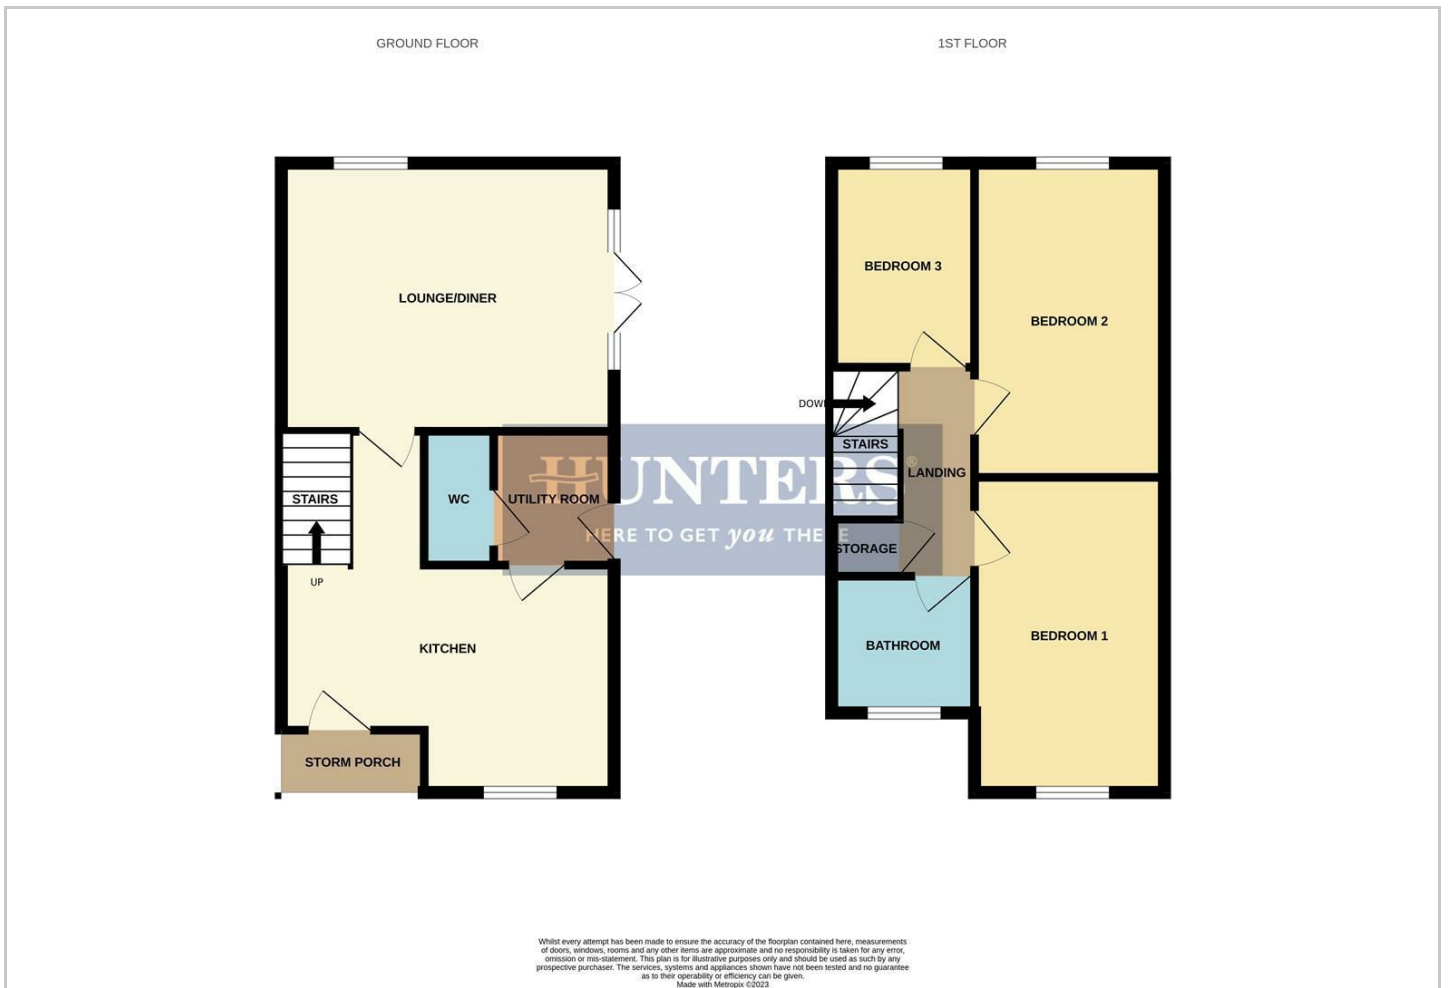 GROUND FLOOR
1ST FLOOR
BEDROOM 3
LOUNGE/DINER
BEDROOM 2
DOWN
STAIRS
HUNTERS®
LANDING
STAIRS
WC
UTILITY ROOM
HERE TO GET you THERE
STORAGE
UP
BEDROOM 1
KITCHEN
BATHROOM
STORM PORCH
Whilst every attempt has been made to ensure the accuracy of the floorplan contained here, measurements
of doors, windows, rooms and any other items are approximate and no responsibility is taken for any error,
omission or mis-statement. This plan is for illustrative purposes only and should be used as such by any
prospective purchaser. The services, systems and appliances shown have not been tested and no guarantee
as to their operability or efficiency can be given.
Made with Metropix ©2023